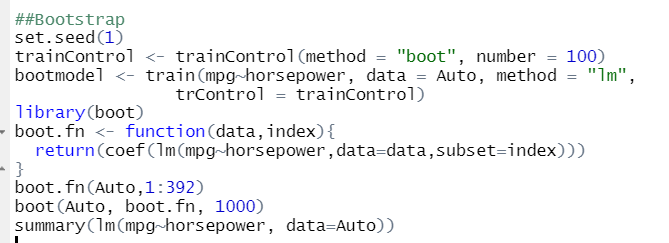 ##Bootstrap
set.seed(1)
trainControl <- trainControl(method = "boot", number = 100)
bootmodel <- train(mpg~horsepower, data = Auto, method = "lm",
                   trControl = trainControl)
library(boot)
boot.fn <- function(data,index){
  return(coef(lm(mpg~horsepower,data=data,subset=index)))
}
boot.fn(Auto,1:392)
boot(Auto, boot.fn, 1000)
summary(lm(mpg~horsepower, data=Auto))